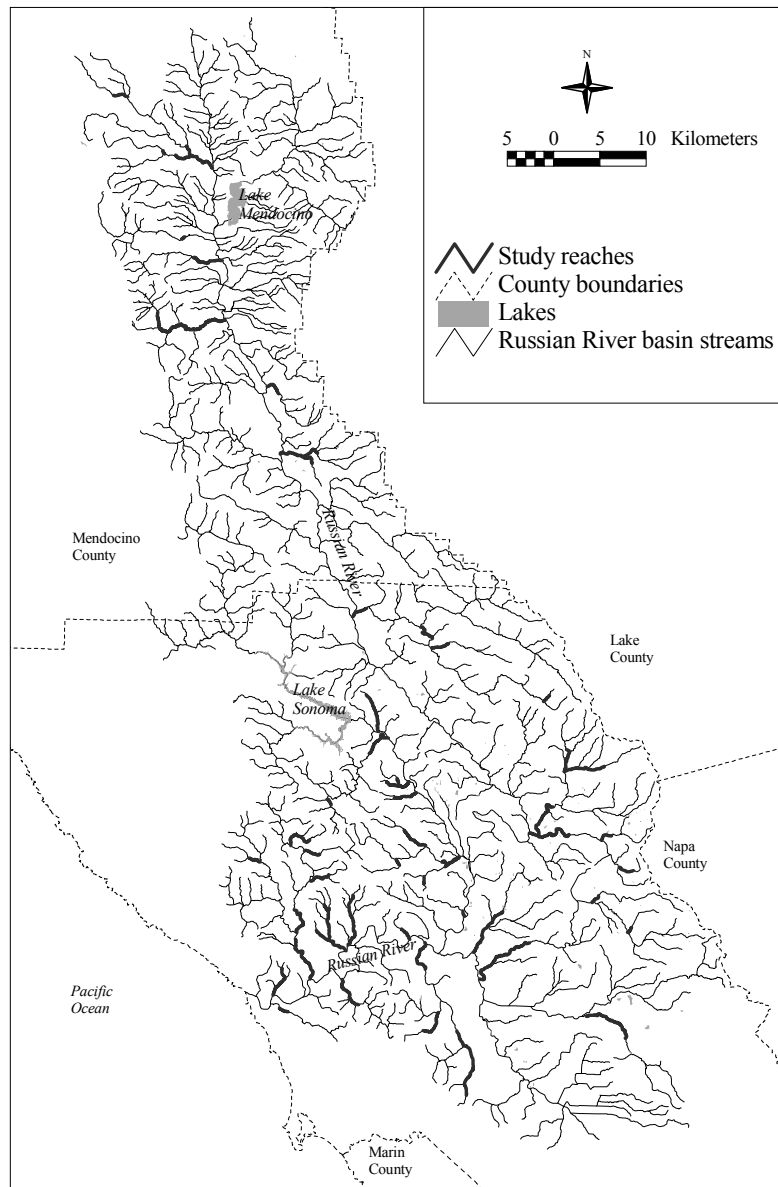 N
5 0 5 10 Kilometers
Study reaches
County boundaries
Lakes
Russian River basin streams
Lake
Mendocino
Russian River
Mendocino
County
Lake
County
Lake
Sonoma
Napa
County
Russian River
Pacific
Ocean
Marin
County